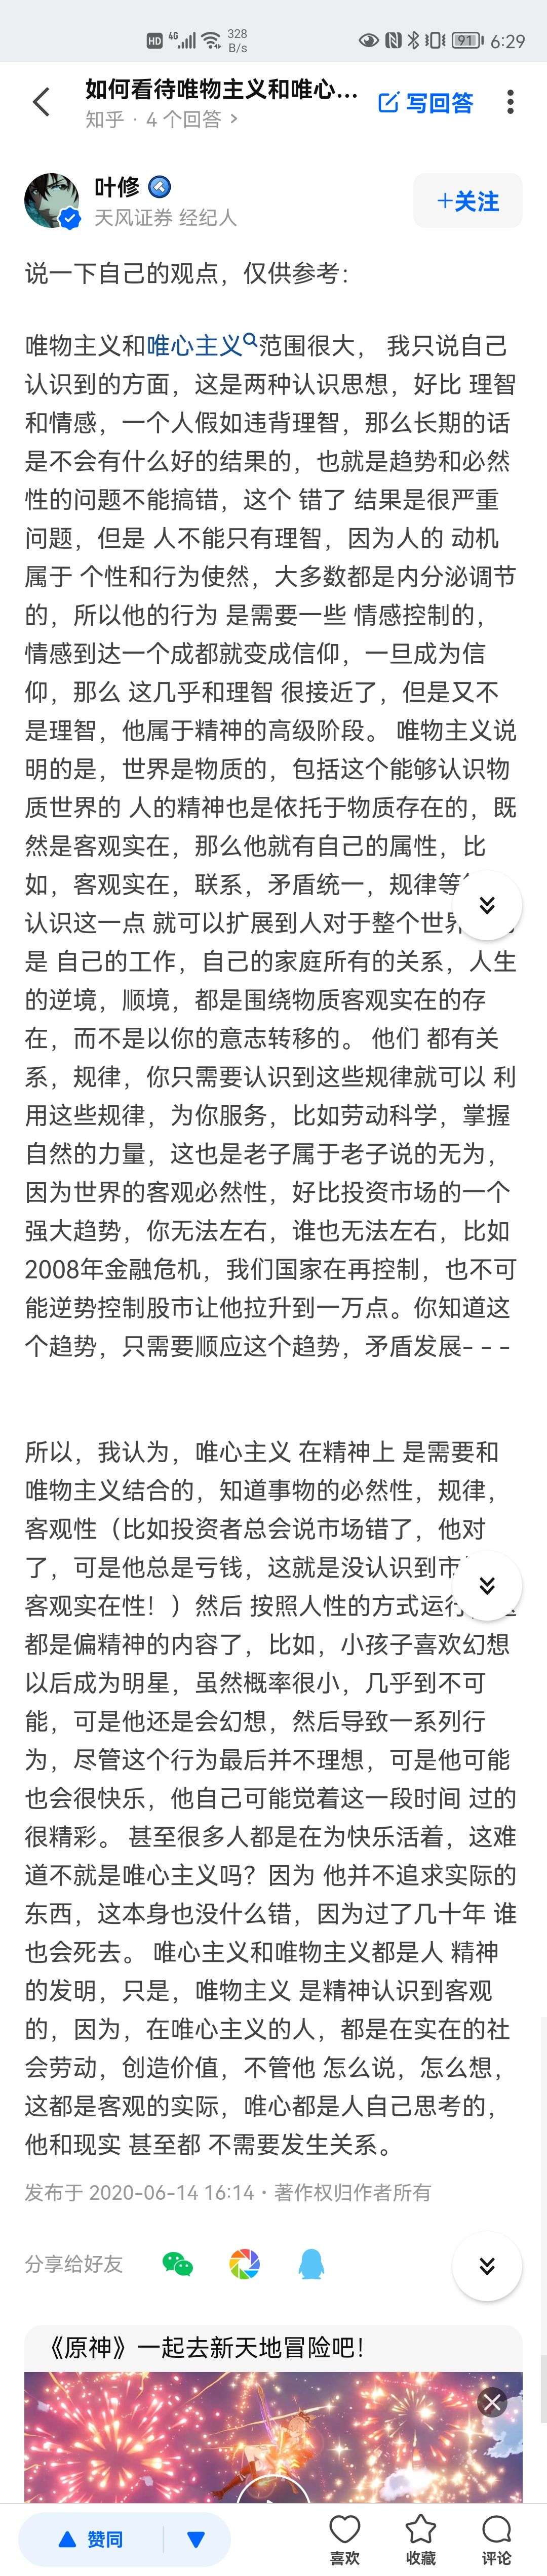 HD 4G 328 B/s 91 6:29
如何看待唯物主义和唯心...
知乎 · 4 个回答 >
写回答
叶修
天风证券 经纪人
+关注
说一下自己的观点，仅供参考：
唯物主义和唯心主义范围很大， 我只说自己
认识到的方面，这是两种认识思想，好比 理智
和情感，一个人假如违背理智，那么长期的话
是不会有什么好的结果的，也就是趋势和必然
性的问题不能搞错，这个 错了 结果是很严重
问题，但是 人不能只有理智，因为人的 动机
属于 个性和行为使然，大多数都是内分泌调节
的，所以他的行为 是需要一些 情感控制的，
情感到达一个成都就变成信仰，一旦成为信
仰，那么 这几乎和理智 很接近了，但是又不
是理智，他属于精神的高级阶段。 唯物主义说
明的是，世界是物质的，包括这个能够认识物
质世界的 人的精神也是依托于物质存在的，既
然是客观实在，那么他就有自己的属性，比
如，客观实在，联系，矛盾统一，规律等
认识这一点 就可以扩展到人对于整个世界
是 自己的工作，自己的家庭所有的关系，人生
的逆境，顺境，都是围绕物质客观实在的存
在，而不是以你的意志转移的。 他们 都有关
系，规律，你只需要认识到这些规律就可以 利
用这些规律，为你服务，比如劳动科学，掌握
自然的力量，这也是老子属于老子说的无为，
因为世界的客观必然性，好比投资市场的一个
强大趋势，你无法左右，谁也无法左右，比如
2008年金融危机，我们国家在再控制，也不可
能逆势控制股市让他拉升到一万点。你知道这
个趋势，只需要顺应这个趋势，矛盾发展- - -
所以，我认为，唯心主义 在精神上 是需要和
唯物主义结合的，知道事物的必然性，规律，
客观性（比如投资者总会说市场错了，他对
了，可是他总是亏钱，这就是没认识到市
客观实在性！）然后 按照人性的方式运行
都是偏精神的内容了，比如，小孩子喜欢幻想
以后成为明星，虽然概率很小，几乎到不可
能，可是他还是会幻想，然后导致一系列行
为，尽管这个行为最后并不理想，可是他可能
也会很快乐，他自己可能觉着这一段时间 过的
很精彩。 甚至很多人都是在为快乐活着，这难
道不就是唯心主义吗？因为 他并不追求实际的
东西，这本身也没什么错，因为过了几十年 谁
也会死去。 唯心主义和唯物主义都是人 精神
的发明，只是，唯物主义 是精神认识到客观
的，因为，在唯心主义的人，都是在实在的社
会劳动，创造价值，不管他 怎么说，怎么想，
这都是客观的实际，唯心都是人自己思考的，
他和现实 甚至都 不需要发生关系。
发布于 2020-06-14 16:14 · 著作权归作者所有
分享给好友
《原神》一起去新天地冒险吧！
赞同
喜欢 收藏 评论